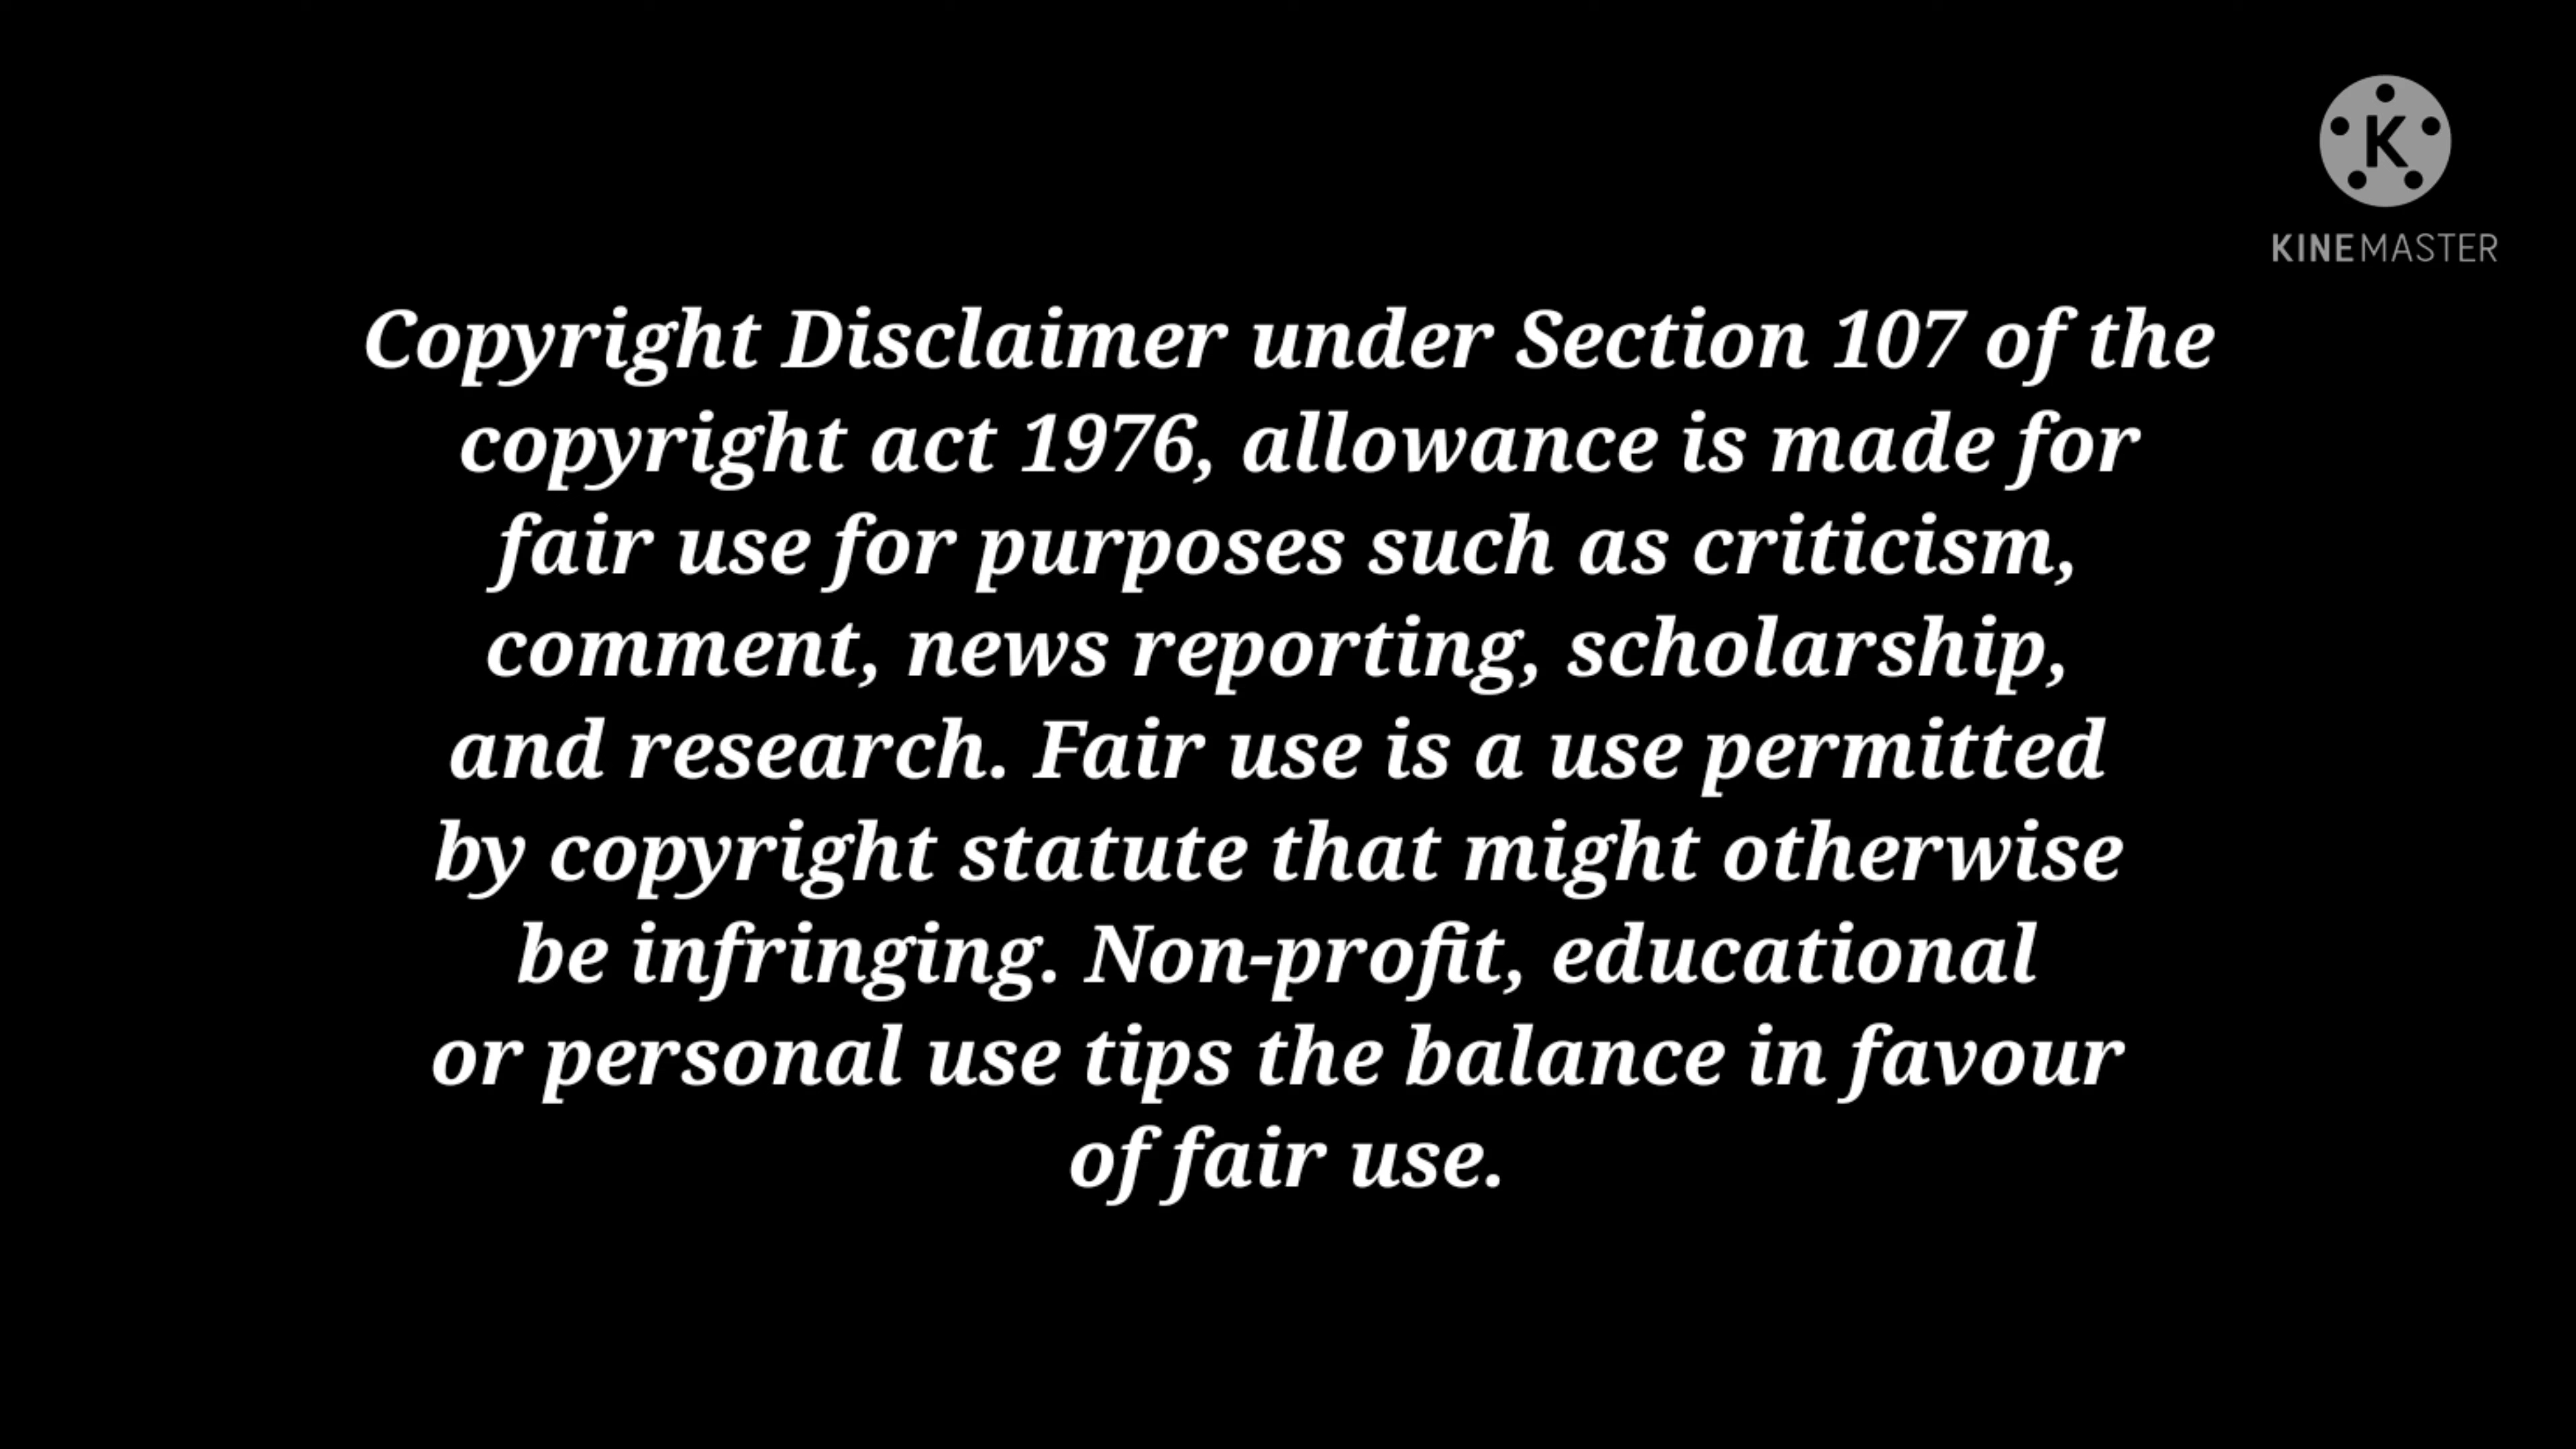 K
KINEMASTER
Copyright Disclaimer under Section 107 of the
copyright act 1976, allowance is made for
fair use for purposes such as criticism,
comment, news reporting, scholarship,
and research. Fair use is a use permitted
by copyright statute that might otherwise
be infringing. Non-profit, educational
or personal use tips the balance in favour
of fair use.